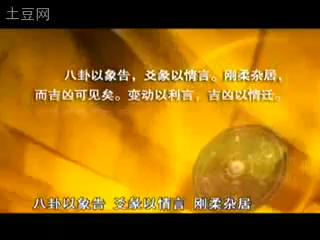 土豆网
八卦以象告，爻彖以情言。刚柔杂居、
而吉凶可见矣。变动以利言，吉凶以情迁。
八卦以象告 爻彖以情言 刚柔杂居